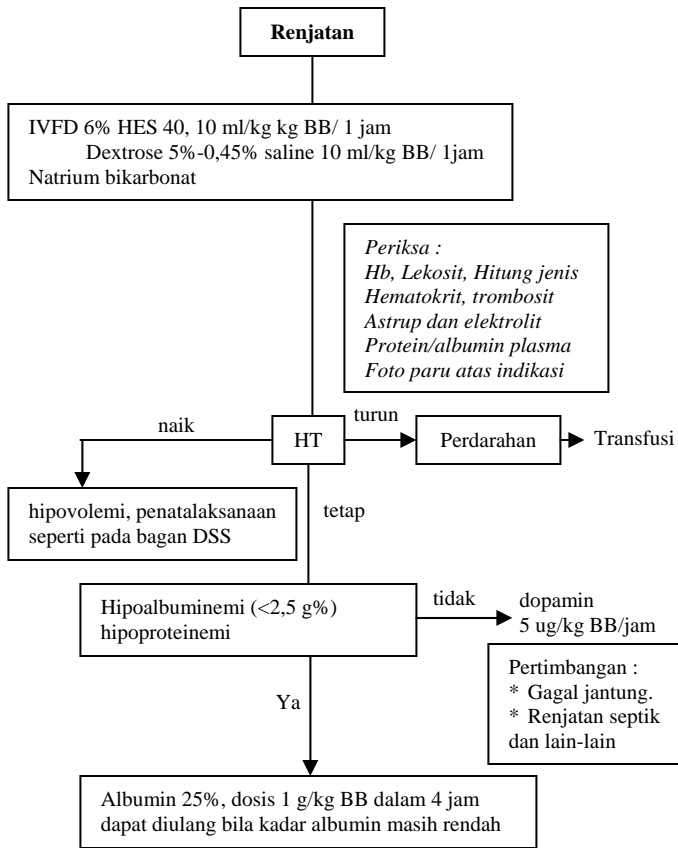 Renjatan
IVFD 6% HES 40, 10 ml/kg kg BB/ 1 jam
Dextrose 5%-0,45% saline 10 ml/kg BB/ 1jam
Natrium bikarbonat
Periksa :
Hb, Lekosit, Hitung jenis
Hematokrit, trombosit
Astrup dan elektrolit
Protein/albumin plasma
Foto paru atas indikasi
naik
HT
turun
Perdarahan
Transfusi
hipovolemi, penatalaksanaan
seperti pada bagan DSS
tetap
Hipoalbuminemi (<2,5 g%)
hipoproteinemi
tidak
dopamin
5 ug/kg BB/jam
Pertimbangan :
* Gagal jantung.
* Renjatan septik
dan lain-lain
Ya
Albumin 25%, dosis 1 g/kg BB dalam 4 jam
dapat diulang bila kadar albumin masih rendah